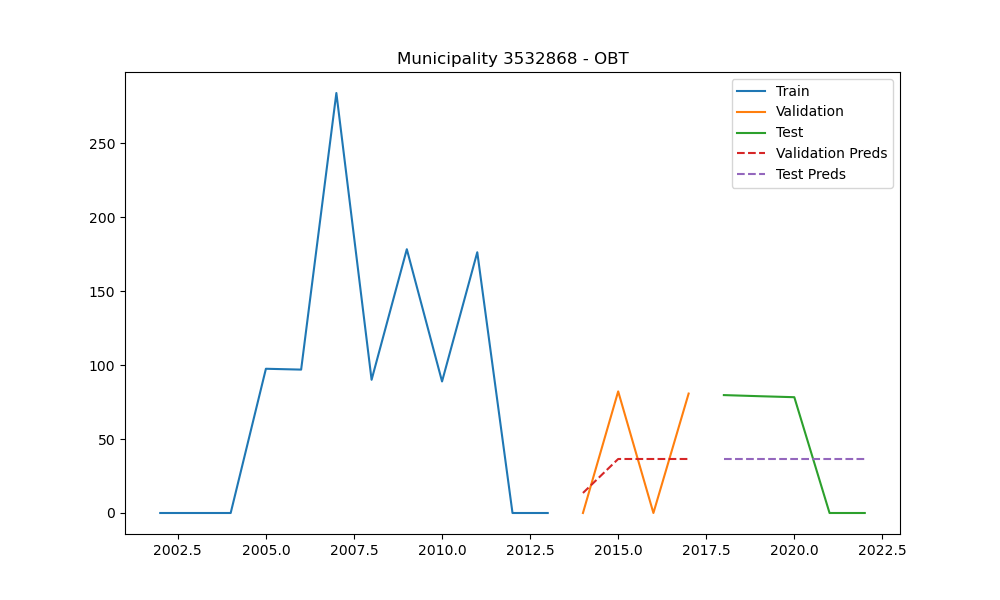 Municipality 3532868 - OBT
Train
Validation
Test
Validation Preds
Test Preds
250
200
150
100
50
0
2002.5 2005.0 2007.5 2010.0 2012.5 2015.0 2017.5 2020.0 2022.5